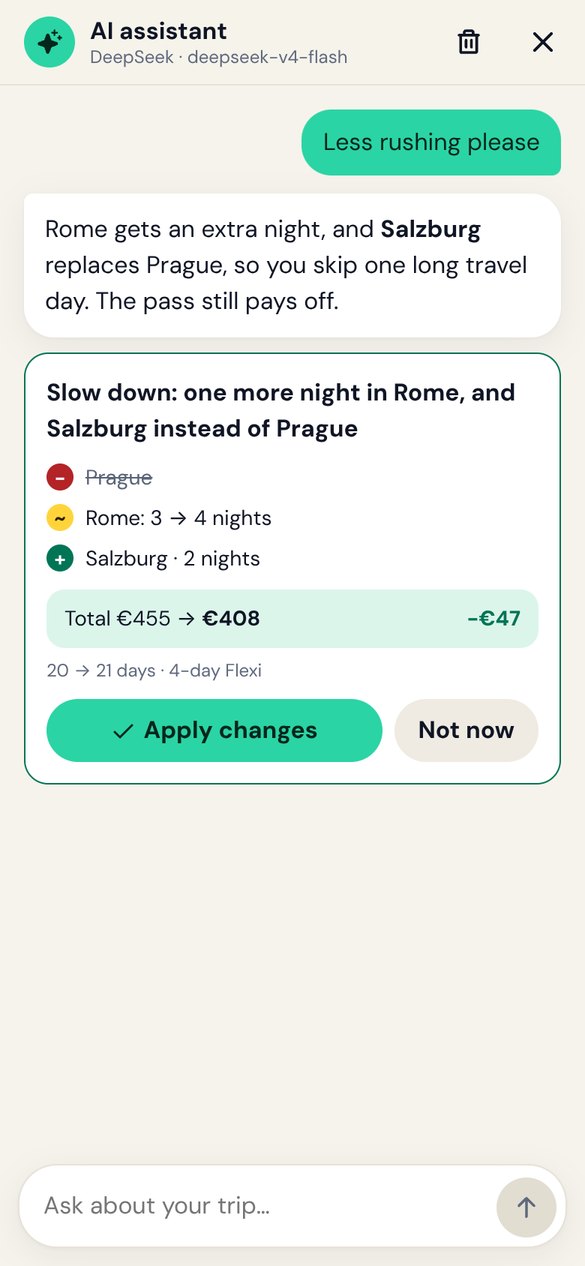 AI assistant
DeepSeek · deepseek-v4-flash
Less rushing please
Rome gets an extra night, and Salzburg
replaces Prague, so you skip one long travel
day. The pass still pays off.
Slow down: one more night in Rome, and
Salzburg instead of Prague
− Prague
~ Rome: 3 → 4 nights
+ Salzburg · 2 nights
Total €455 → €408 −€47
20 → 21 days · 4-day Flexi
✓ Apply changes Not now
Ask about your trip...